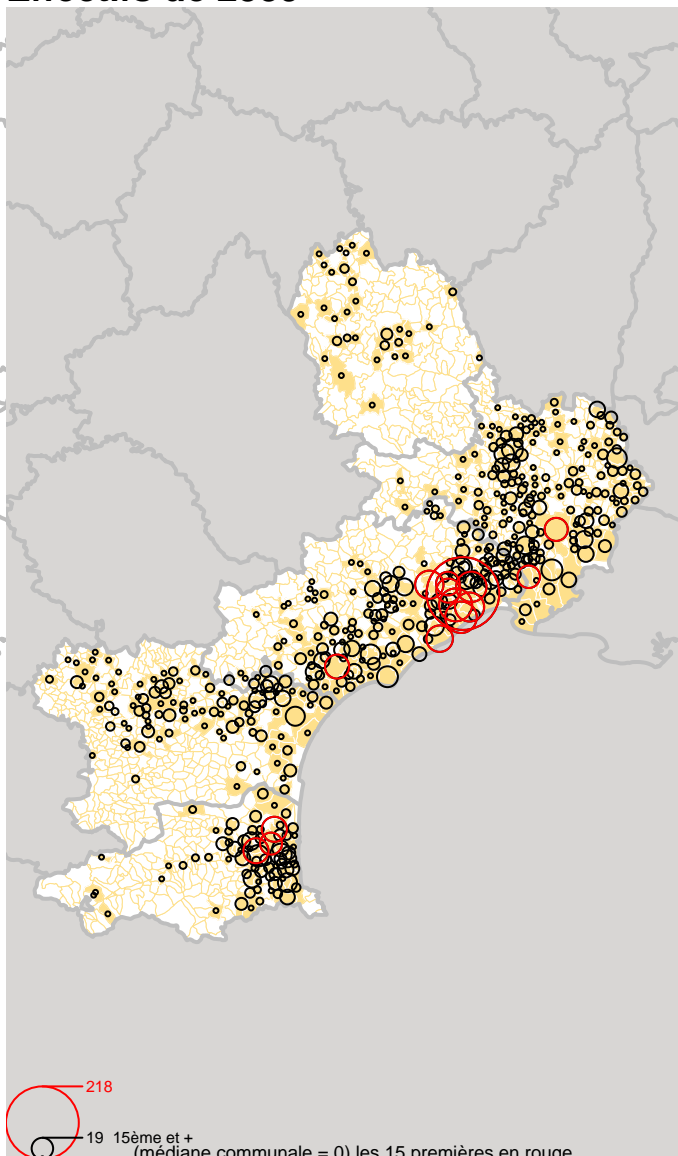 218
19 15ème et +
(médiane communale = 0) les 15 premières en rouge